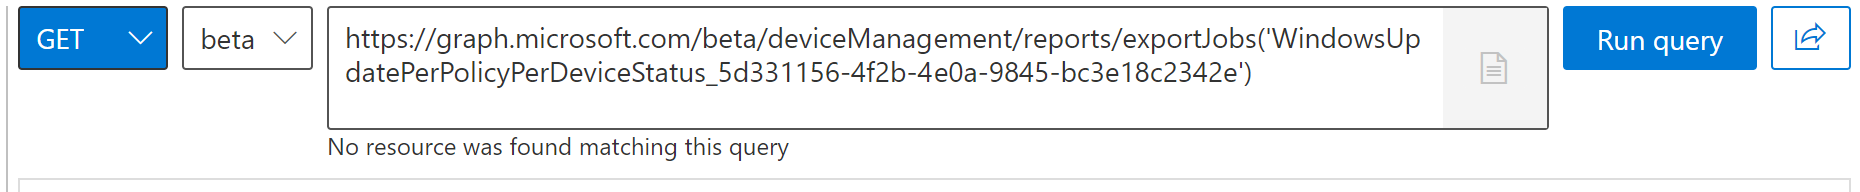 GET
beta
https://graph.microsoft.com/beta/deviceManagement/reports/exportJobs('WindowsUp
datePerPolicyPerDeviceStatus_5d331156-4f2b-4e0a-9845-bc3e18c2342e')
Run query
No resource was found matching this query